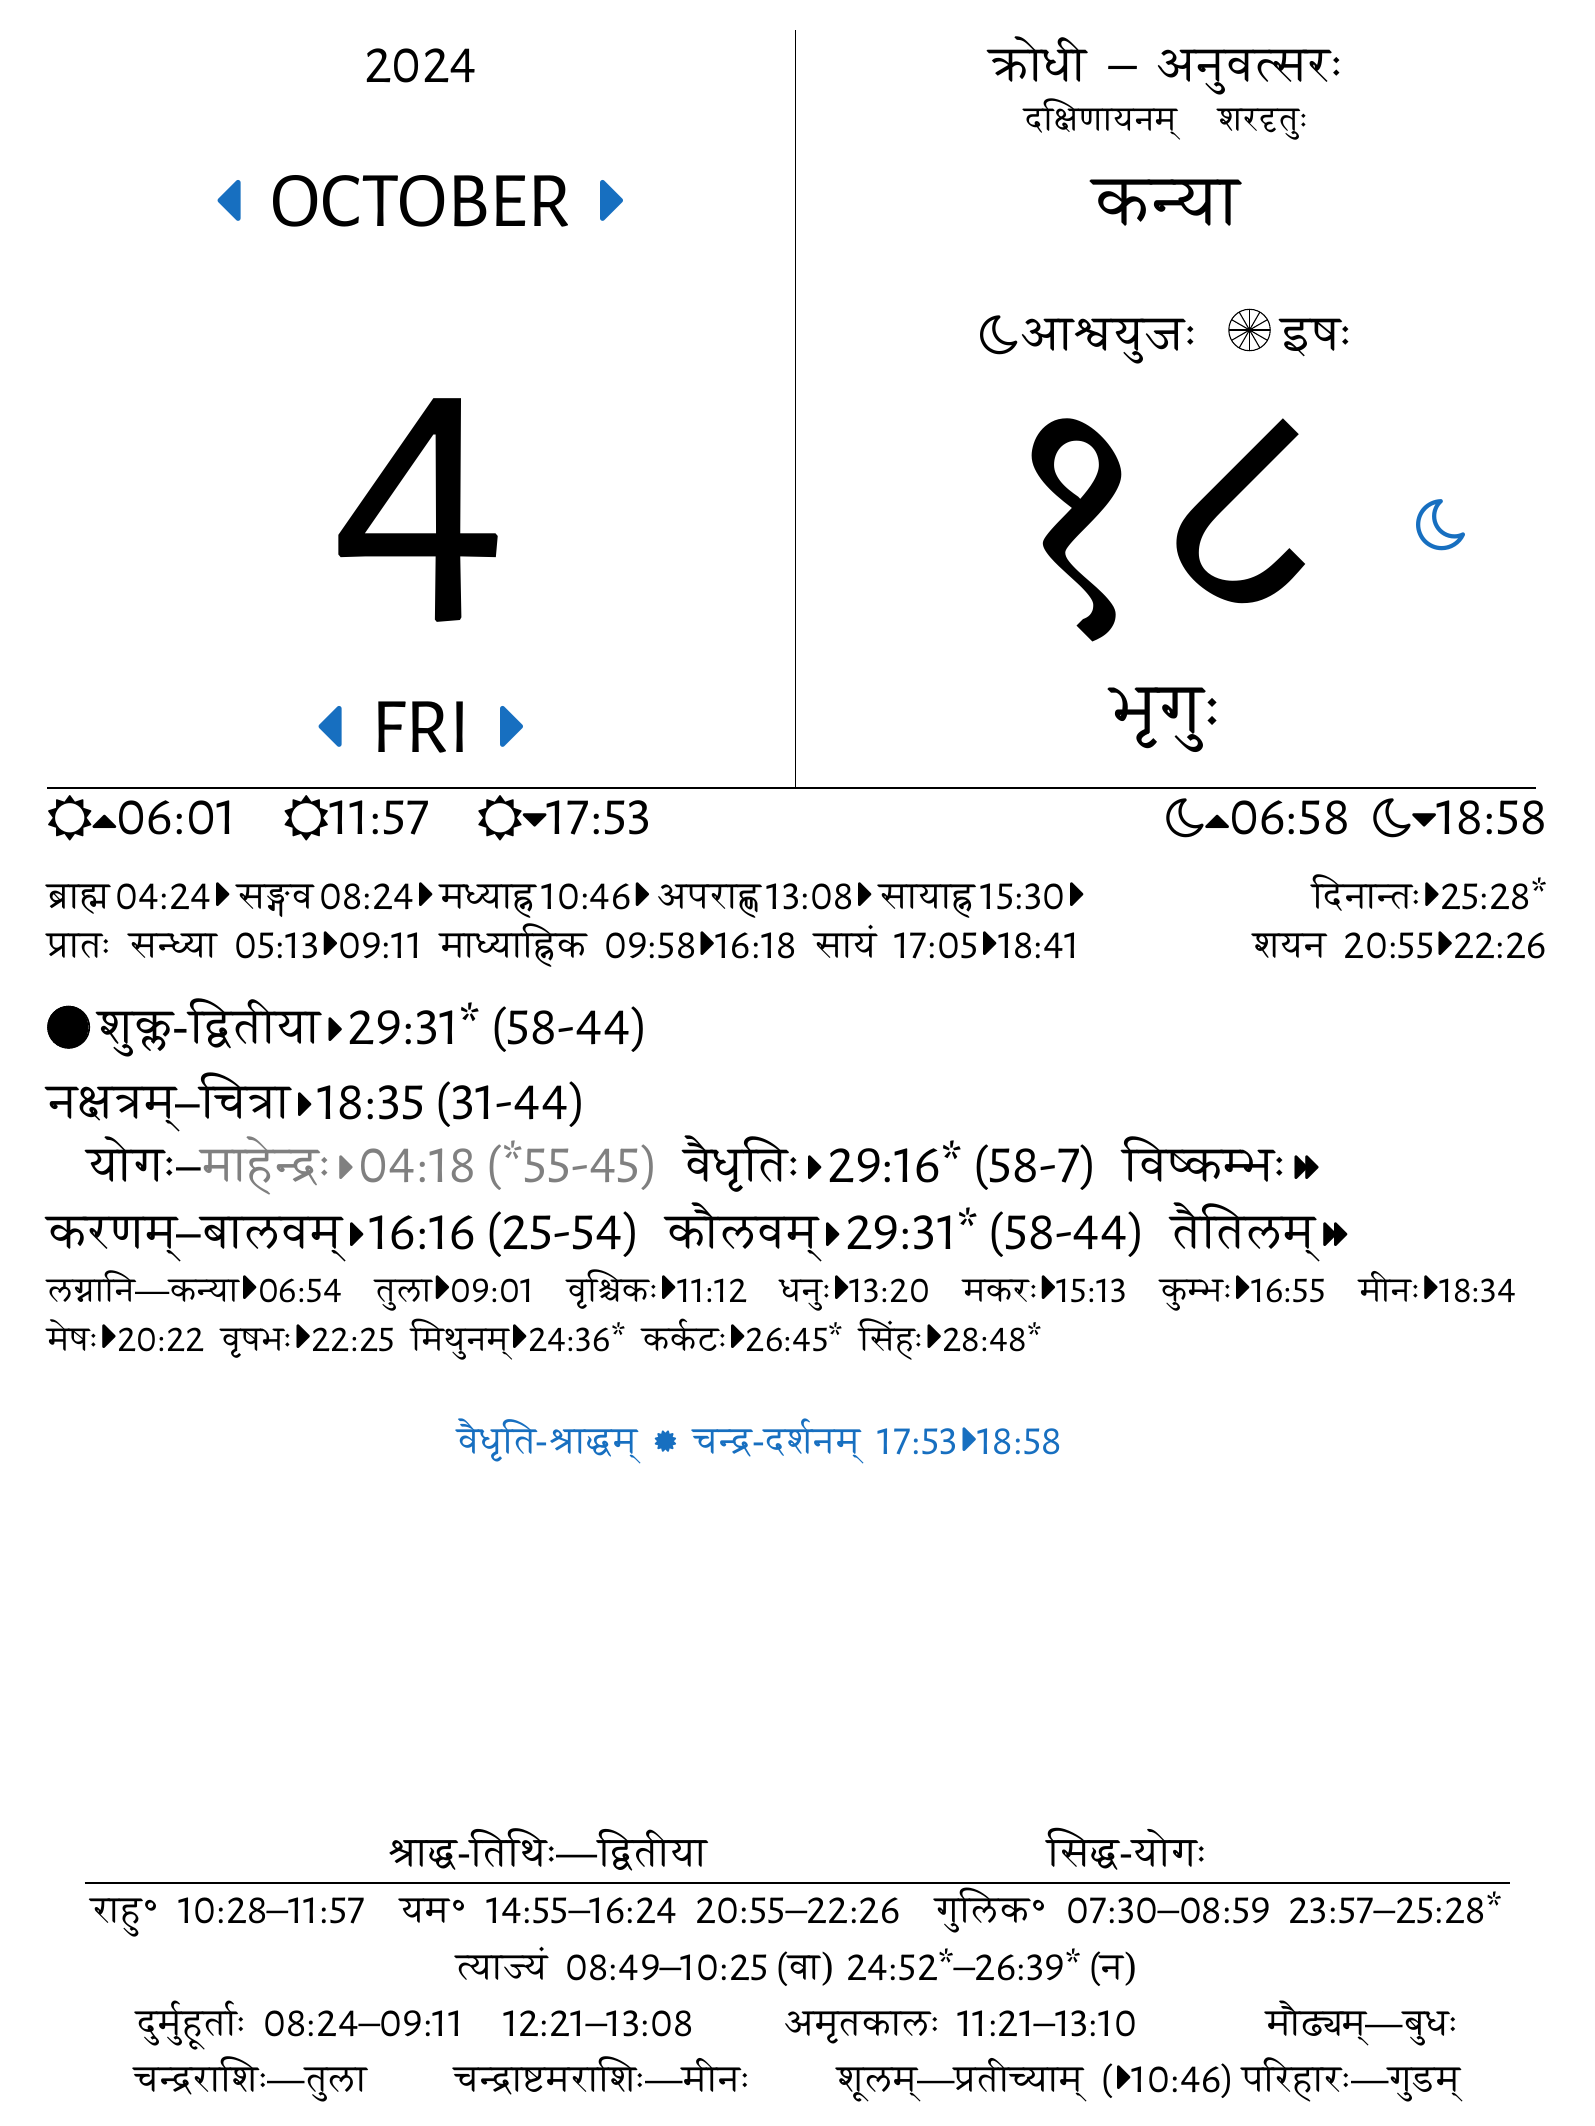 2024
OCTOBER
4
FRI
क्रोधी – अनुवत्सरः
दक्षिणायनम् शरदृतुः
कन्या
आश्वयुजः इषः
१८
भृगुः
06:01 11:57 17:53 06:58 18:58
ब्राह्म 04:24 सङ्गव 08:24 मध्याह्न 10:46 अपराह्ण 13:08 सायाह्न 15:30 दिनान्तः 25:28*
प्रातः सन्ध्या 05:13 09:11 माध्याह्निक 09:58 16:18 सायं 17:05 18:41 शयन 20:55 22:26
शुक्ल-द्वितीया 29:31* (58-44)
नक्षत्रम्–चित्रा 18:35 (31-44)
योगः–माहेन्द्रः 04:18 (*55-45) वैधृतिः 29:16* (58-7) विष्कम्भः
करणम्–बालवम् 16:16 (25-54) कौलवम् 29:31* (58-44) तैतिलम्
लग्नानि—कन्या 06:54 तुला 09:01 वृश्चिकः 11:12 धनुः 13:20 मकरः 15:13 कुम्भः 16:55 मीनः 18:34
मेषः 20:22 वृषभः 22:25 मिथुनम् 24:36* कर्कटः 26:45* सिंहः 28:48*
वैधृति-श्राद्धम् चन्द्र-दर्शनम् 17:53 18:58
श्राद्ध-तिथिः—द्वितीया सिद्ध-योगः
राहु॰ 10:28–11:57 यम॰ 14:55–16:24 20:55–22:26 गुलिक॰ 07:30–08:59 23:57–25:28*
त्याज्यं 08:49–10:25 (वा) 24:52*–26:39* (न)
दुर्मुहूर्ताः 08:24–09:11 12:21–13:08 अमृतकालः 11:21–13:10 मौढ्यम्—बुधः
चन्द्रराशिः—तुला चन्द्राष्टमराशिः—मीनः शूलम्—प्रतीच्याम् (10:46) परिहारः—गुडम्